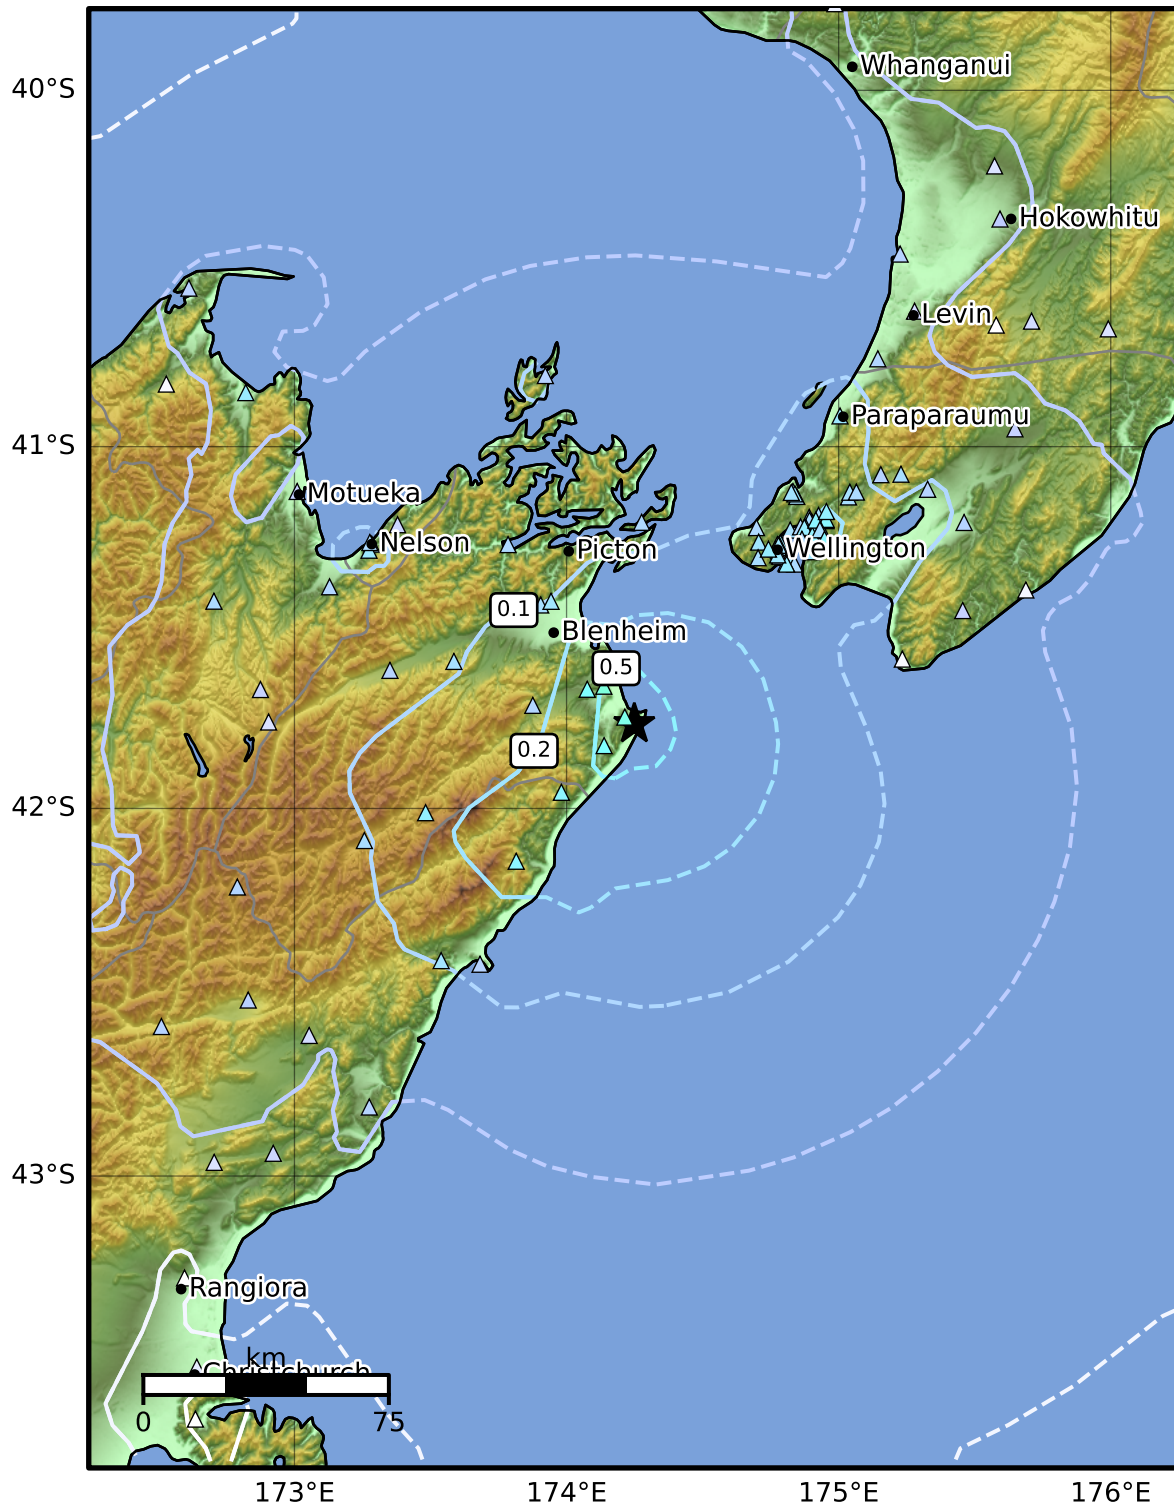 40°S
Whanganui
Hokowhitu
Levin
Paraparaumu
41°S
Motueka
Nelson
Picton
Wellington
0.1
Blenheim
0.5
0.2
42°S
43°S
Rangiora
km
Christchurch
0 75
173°E 174°E 175°E 176°E